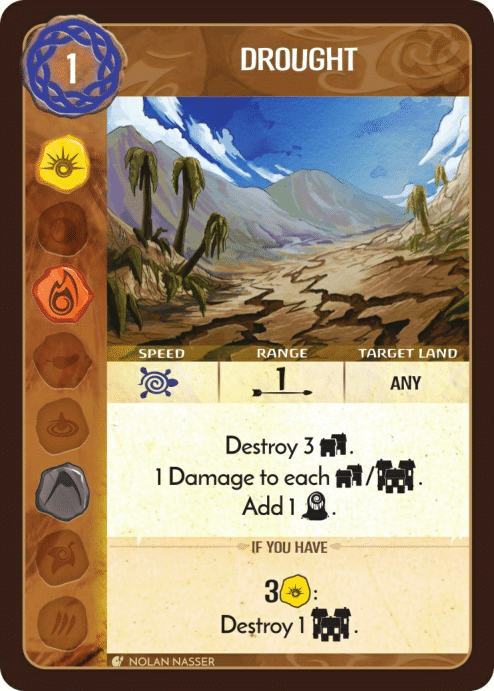 1
DROUGHT
SPEED RANGE TARGET LAND
1 ANY
Destroy 3 .
1 Damage to each / .
Add 1 .
IF YOU HAVE
3 :
Destroy 1 .
NOLAN NASSER